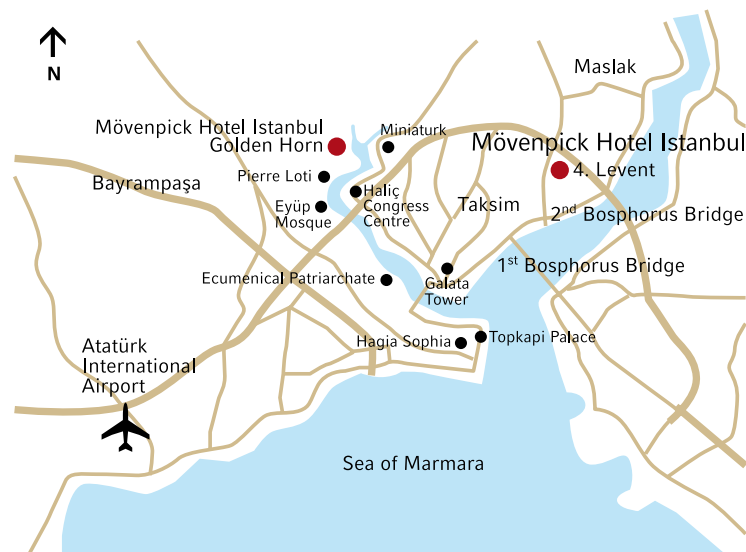 N
Maslak
Mövenpick Hotel Istanbul
Golden Horn
Miniaturk
Mövenpick Hotel Istanbul
4. Levent
Pierre Loti
Bayrampaşa
Haliç
Congress
Centre
Eyüp
Mosque
Taksim
2nd Bosphorus Bridge
1st Bosphorus Bridge
Ecumenical Patriarchate
Galata
Tower
Hagia Sophia
Topkapi Palace
Atatürk
International
Airport
Sea of Marmara